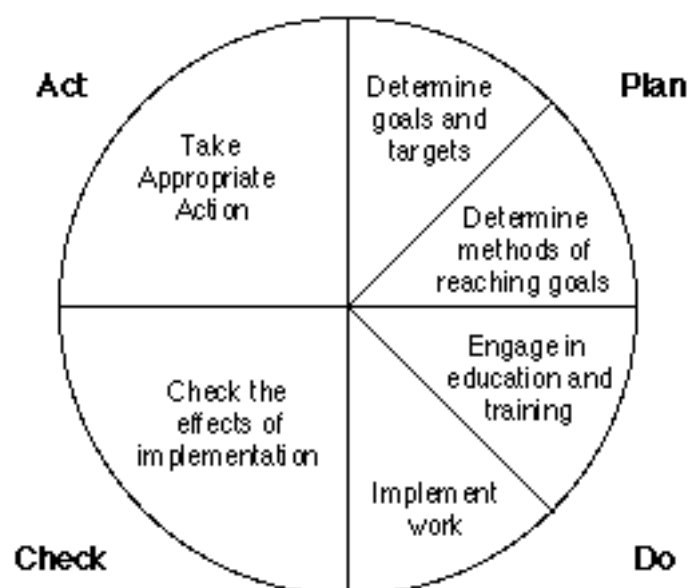 Act
Plan
Determine
goals and
targets
Take
Appropriate
Action
Determine
methods of
reaching goals
Engage in
education and
training
Check the
effects of
implementation
Implement
work
Check
Do